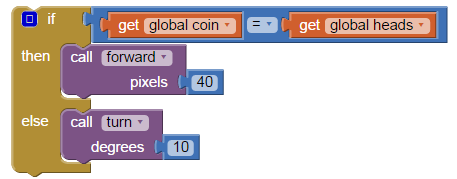 if get global coin = get global heads
then call forward
pixels 40
else call turn
degrees 10